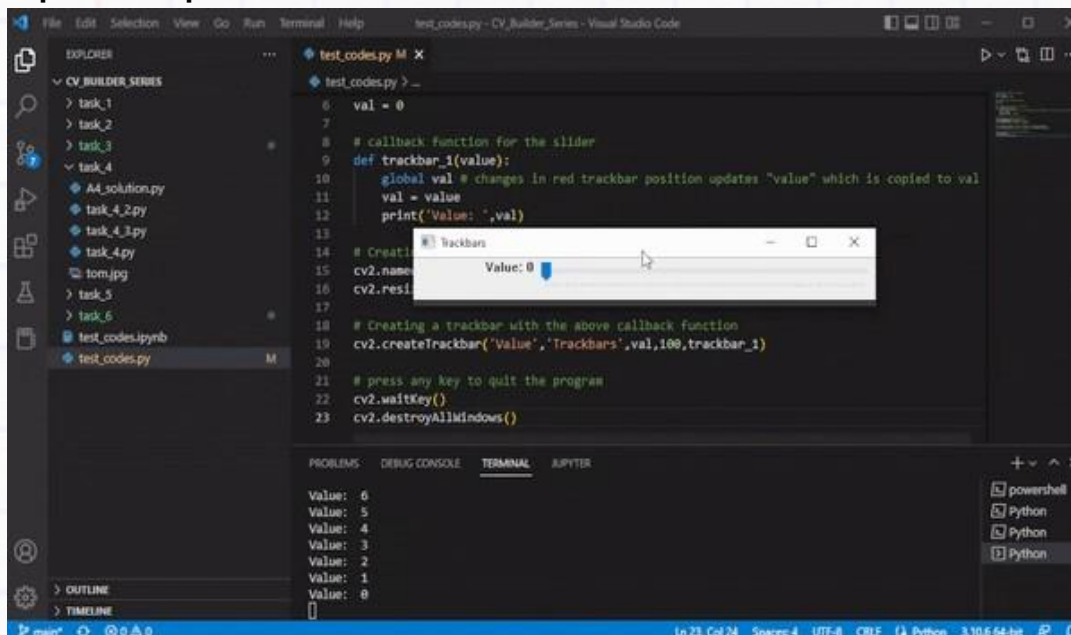 File Edit Selection View Go Run Terminal Help test_codes.py - CV_Builder_Series - Visual Studio Code
EXPLORER
CV_BUILDER_SERIES
task_1
task_2
task_3
task_4
A4_solution.py
task_4_2.py
task_4_3.py
task_4.py
tom.jpg
task_5
task_6
test_codes.ipynb
test_codes.py M
OUTLINE
TIMELINE
test_codes.py M
test_codes.py > ...
6 val = 0
7
8 # callback function for the slider
9 def trackbar_1(value):
10 global val # changes in red trackbar position updates "value" which is copied to val
11 val = value
12 print('Value: ',val)
13
14 # Creati
15 cv2.name
16 cv2.resi
17
18 # Creating a trackbar with the above callback function
19 cv2.createTrackbar('Value','Trackbars',val,100,trackbar_1)
20
21 # press any key to quit the program
22 cv2.waitKey()
23 cv2.destroyAllWindows()
Trackbars
Value: 0
PROBLEMS DEBUG CONSOLE TERMINAL JUPYTER
Value: 6
Value: 5
Value: 4
Value: 3
Value: 2
Value: 1
Value: 0
powershell
Python
Python
Python
main* 0 0 Ln 23, Col 24 Spaces: 4 UTF-8 CRLF Python 3.10.6 64-bit